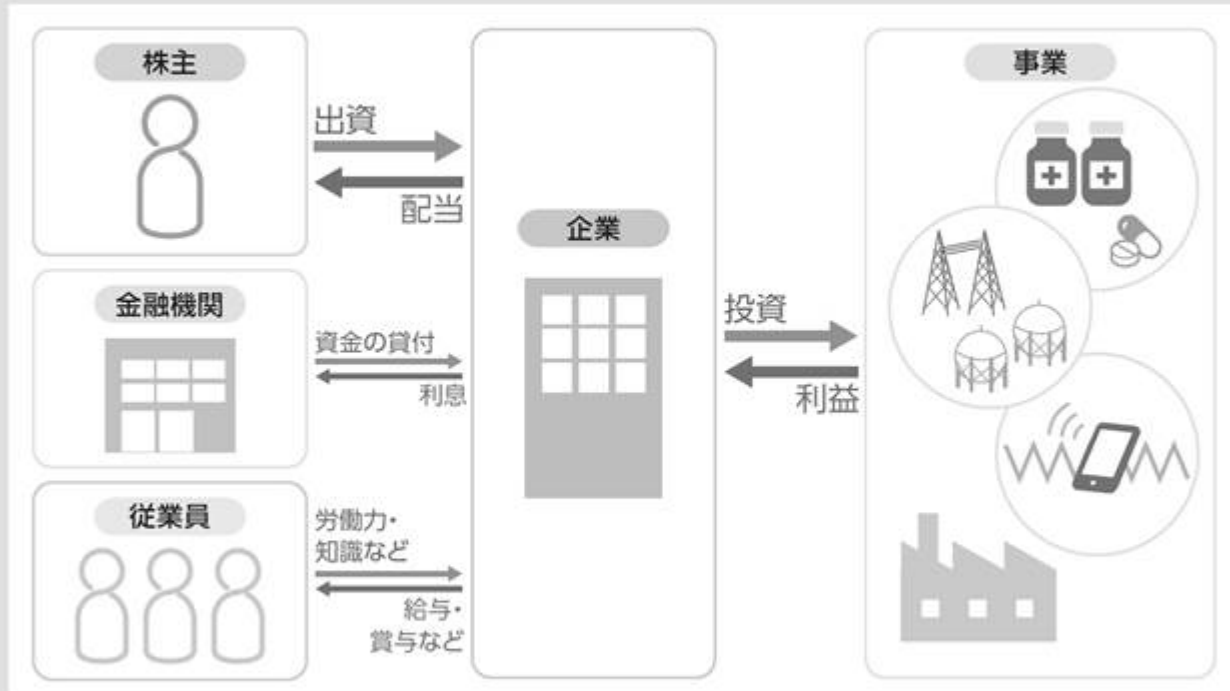 株主
出資
配当
金融機関
資金の貸付
利息
従業員
労働力・
知識など
給与・
賞与など
企業
投資
利益
事業